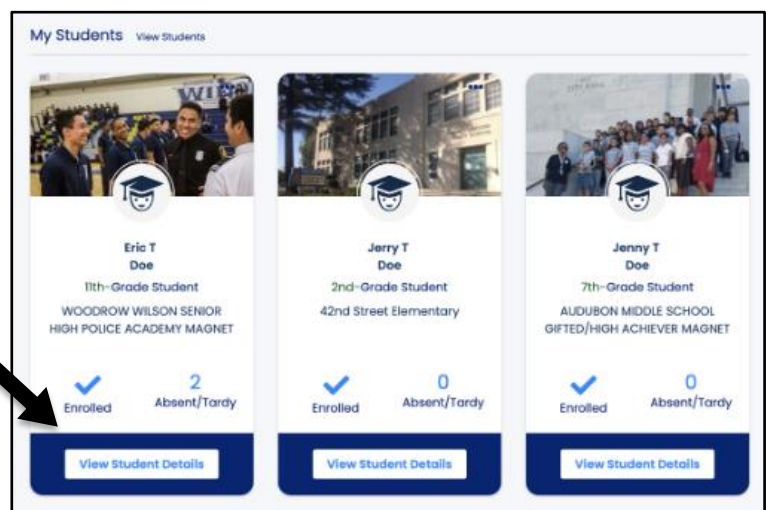 My Students View Students
WI
Eric T
Doe
11th-Grade Student
WOODROW WILSON SENIOR
HIGH POLICE ACADEMY MAGNET
2
Enrolled
Absent/Tardy
View Student Details
Jerry T
Doe
2nd-Grade Student
42nd Street Elementary
0
Enrolled
Absent/Tardy
View Student Details
CITY HALL
Jenny T
Doe
7th-Grade Student
AUDUBON MIDDLE SCHOOL
GIFTED/HIGH ACHIEVER MAGNET
0
Enrolled
Absent/Tardy
View Student Details